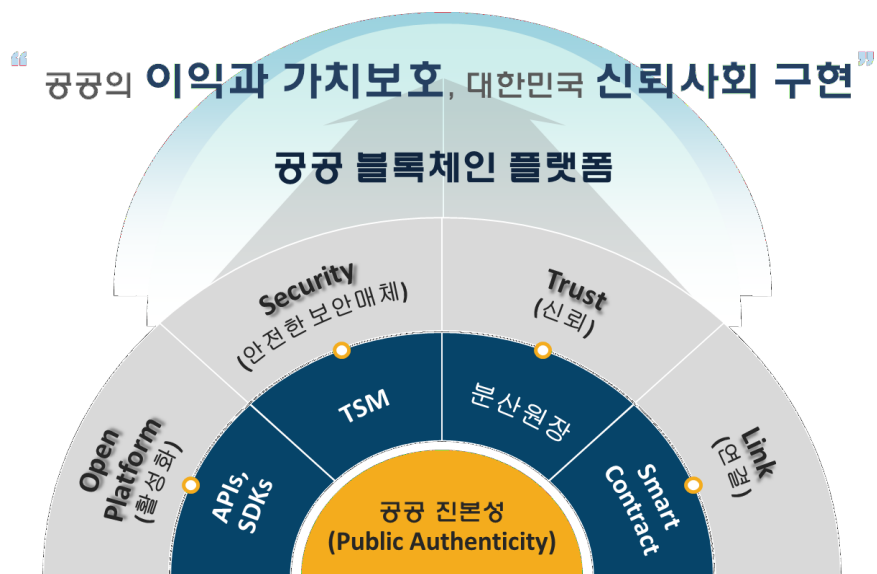 “ 공공의 이익과 가치보호, 대한민국 신뢰사회 구현 ”
공공 블록체인 플랫폼
Security
(안전한 보안매체)
Trust
(신뢰)
Open
Platform
(활성화)
Link
(연결)
TSM
분산원장
APIs,
SDKs
Smart
Contract
공공 진본성
(Public Authenticity)